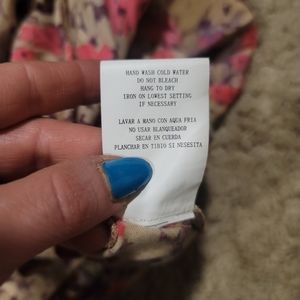 HAND WASH COLD WATER
DO NOT BLEACH
HANG TO DRY
IRON ON LOWEST SETTING
IF NECESSARY
LAVAR A MANO CON AQUA FRIA
NO USAR BLANQUEADOR
SECAR EN CUERDA
PLANCHAR EN TIBIO SI NESESITA